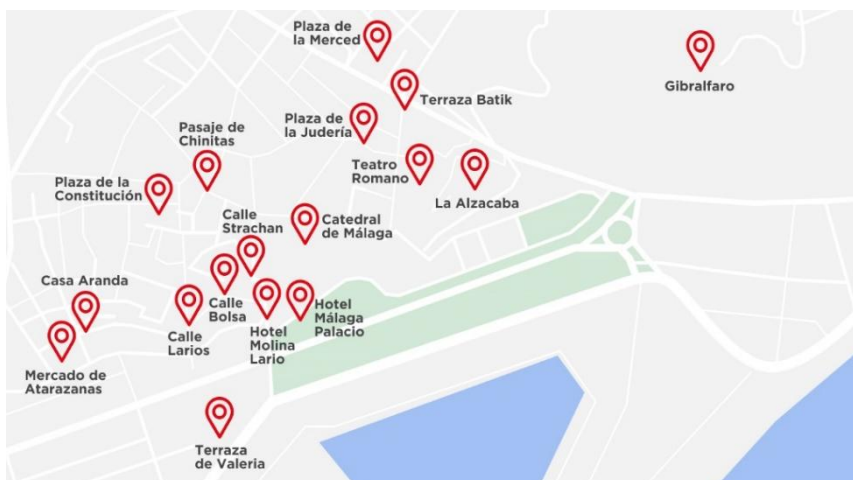 Plaza de
la Merced
Gibralfaro
Terraza Batik
Plaza de
la Judería
Pasaje de
Chinitas
Teatro
Romano
La Alzacaba
Plaza de la
Constitución
Calle
Strachan
Catedral
de Málaga
Casa Aranda
Calle
Bolsa
Hotel
Málaga
Palacio
Calle
Larios
Hotel
Molina
Lario
Mercado de
Atarazanas
Terraza
de Valeria